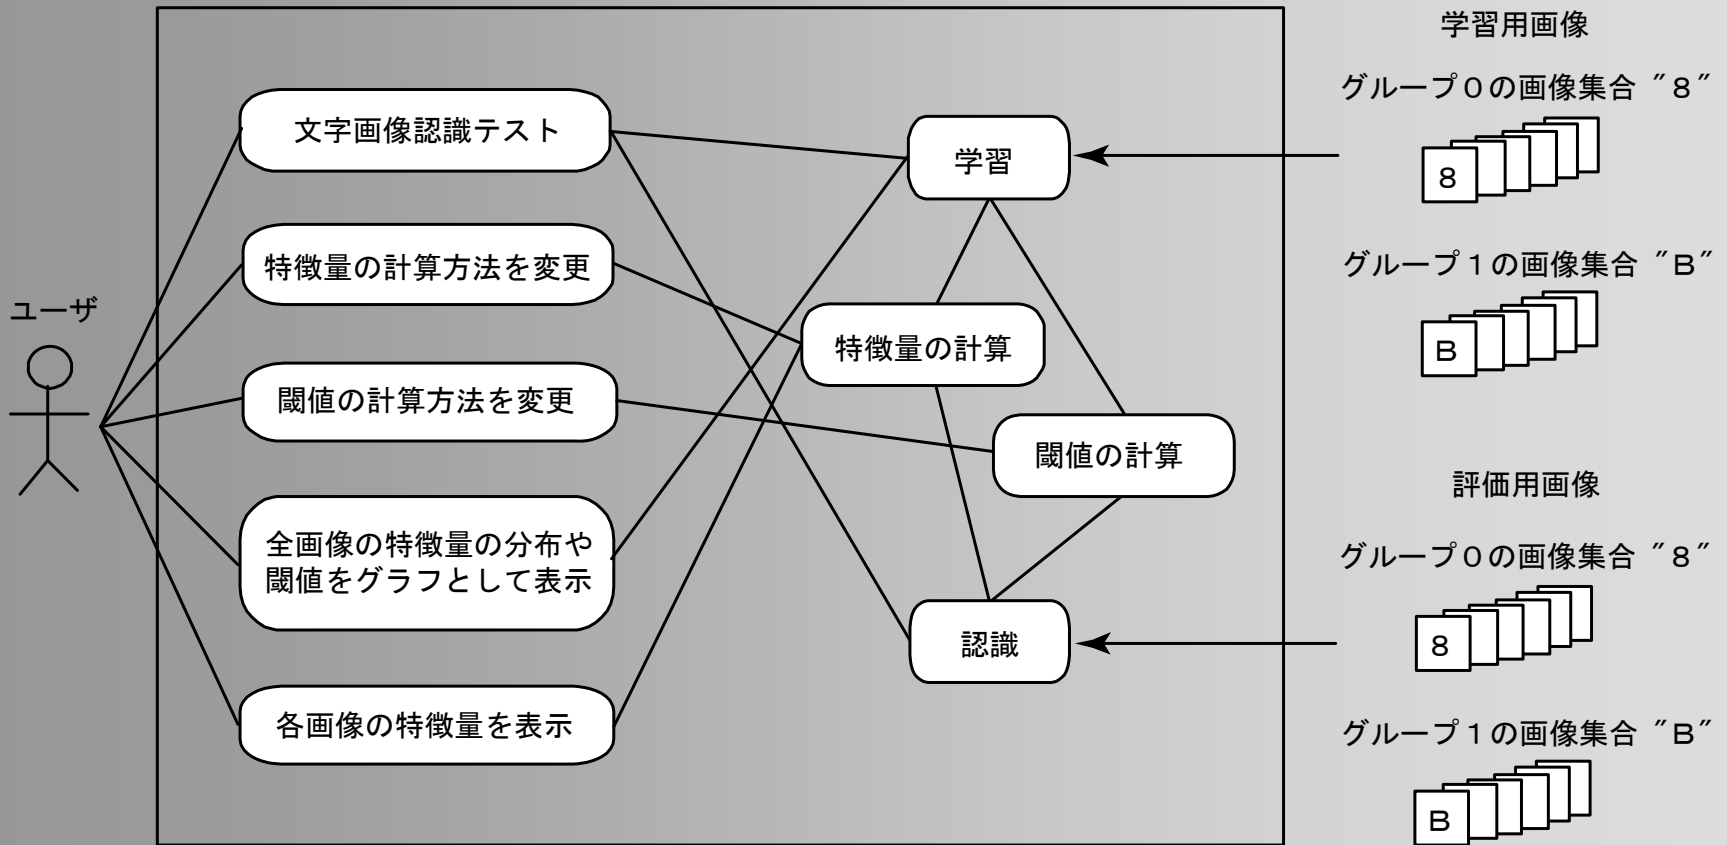 ユーザ
文字画像認識テスト
特徴量の計算方法を変更
閾値の計算方法を変更
全画像の特徴量の分布や
閾値をグラフとして表示
各画像の特徴量を表示
学習
特徴量の計算
閾値の計算
認識
学習用画像
グループ0の画像集合 ″8″
8
グループ1の画像集合 ″B″
B
評価用画像
グループ0の画像集合 ″8″
8
グループ1の画像集合 ″B″
B